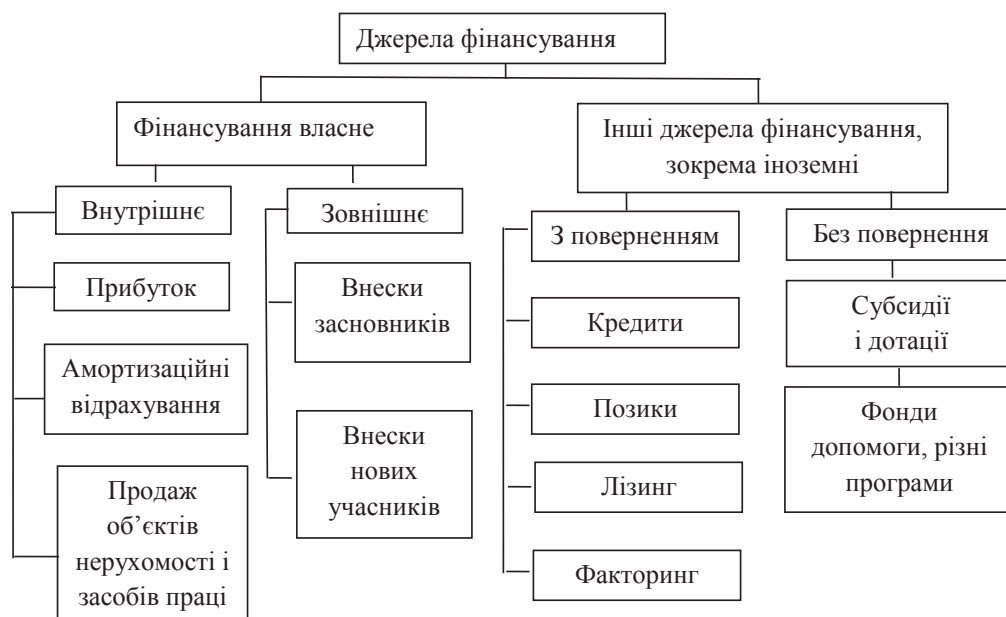 Джерела фінансування
Фінансування власне
Інші джерела фінансування,
зокрема іноземні
Внутрішнє
Прибуток
Амортизаційні
відрахування
Продаж
об’єктів
нерухомості і
засобів праці
Зовнішнє
Внески
засновників
Внески
нових
учасників
З поверненням
Кредити
Позики
Лізинг
Факторинг
Без повернення
Субсидії
і дотації
Фонди
допомоги, різні
програми